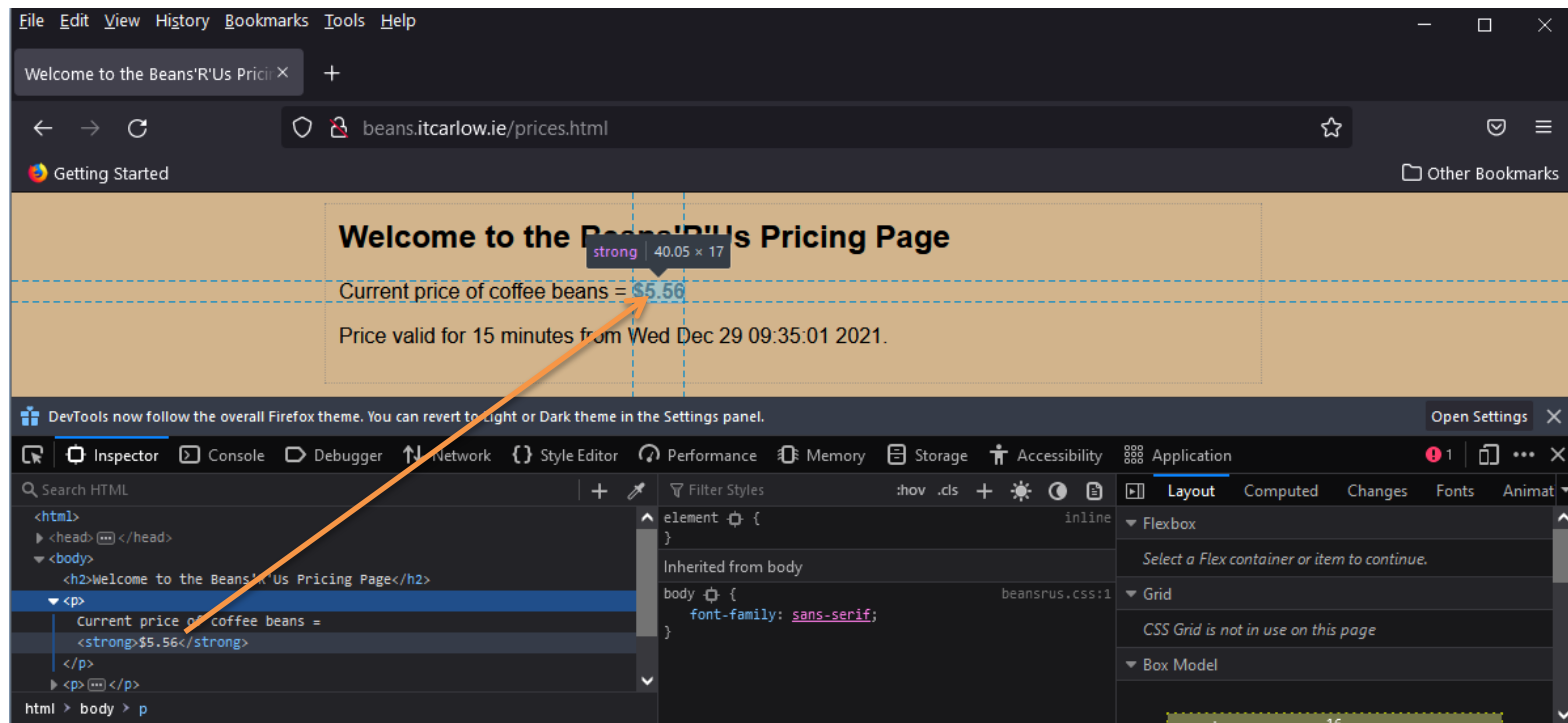 File Edit View History Bookmarks Tools Help
Welcome to the Beans'R'Us Pricin
beans.itcarlow.ie/prices.html
Getting Started
Other Bookmarks
Welcome to the Beans'R'Us Pricing Page
strong 40.05 × 17
Current price of coffee beans = $5.56
Price valid for 15 minutes from Wed Dec 29 09:35:01 2021.
DevTools now follow the overall Firefox theme. You can revert to Light or Dark theme in the Settings panel. Open Settings
Inspector Console Debugger Network {} Style Editor Performance Memory Storage Accessibility Application 1
Search HTML + Filter Styles :hov .cls + Layout Computed Changes Fonts Animat
<html>
<head> </head>
<body>
<h2>Welcome to the Beans'R'Us Pricing Page</h2>
<p>
Current price of coffee beans =
<strong>$5.56</strong>
</p>
<p> </p>
html > body > p
element { inline
}
Inherited from body
body { beansrus.css:1
font-family: sans-serif;
}
Flexbox
Select a Flex container or item to continue.
Grid
CSS Grid is not in use on this page
Box Model
16